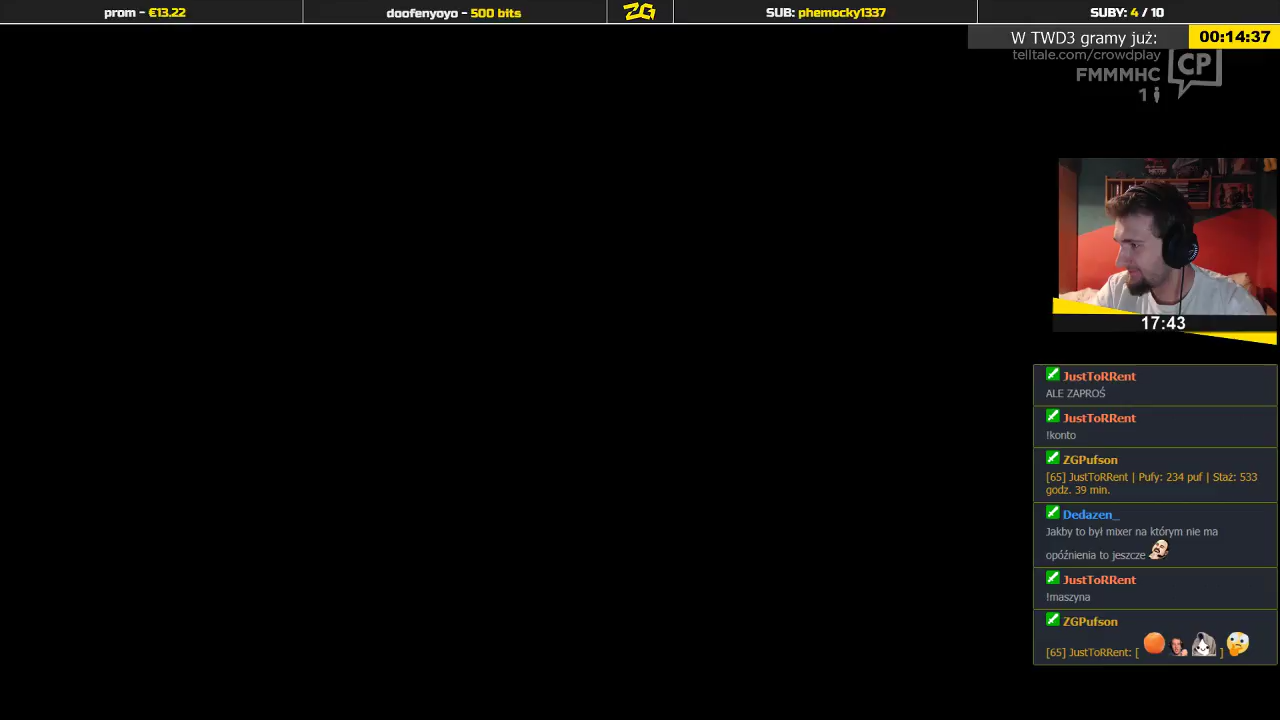 prom - €13.22
doofenyoyo - 500 bits
ZG
SUB: phemocky1337
SUBY: 4 / 10
W TWD3 gramy już:
00:14:37
telltale.com/crowdplay
FMMMHC
CP
1
17:43
JustToRRent
ALE ZAPROŚ
JustToRRent
!konto
ZGPufson
[65] JustToRRent | Pufy: 234 puf | Staż: 533
godz. 39 min.
Dedazen_
Jakby to był mixer na którym nie ma
opóźnienia to jeszcze
JustToRRent
!maszyna
ZGPufson
[65] JustToRRent: [ ]